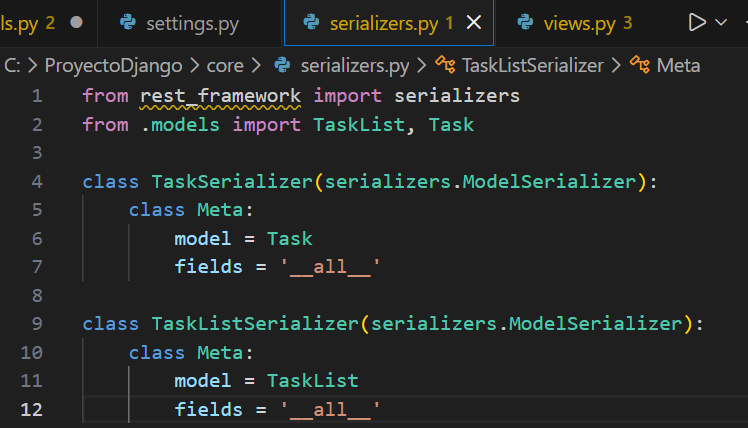 ls.py 2 settings.py serializers.py 1 views.py 3
C: > ProyectoDjango > core > serializers.py > TaskListSerializer > Meta
1 from rest_framework import serializers
2 from .models import TaskList, Task
3
4 class TaskSerializer(serializers.ModelSerializer):
5     class Meta:
6         model = Task
7         fields = '__all__'
8
9 class TaskListSerializer(serializers.ModelSerializer):
10     class Meta:
11         model = TaskList
12         fields = '__all__'